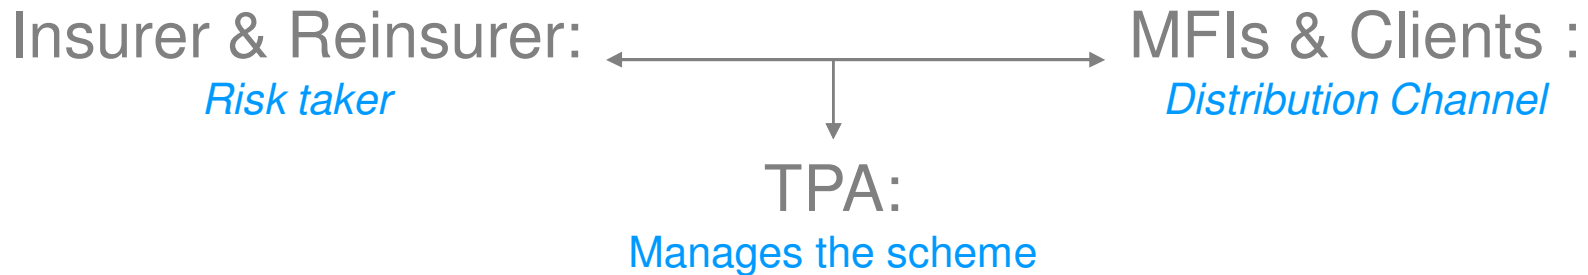 Insurer & Reinsurer:
Risk taker
MFIs & Clients :
Distribution Channel
TPA:
Manages the scheme